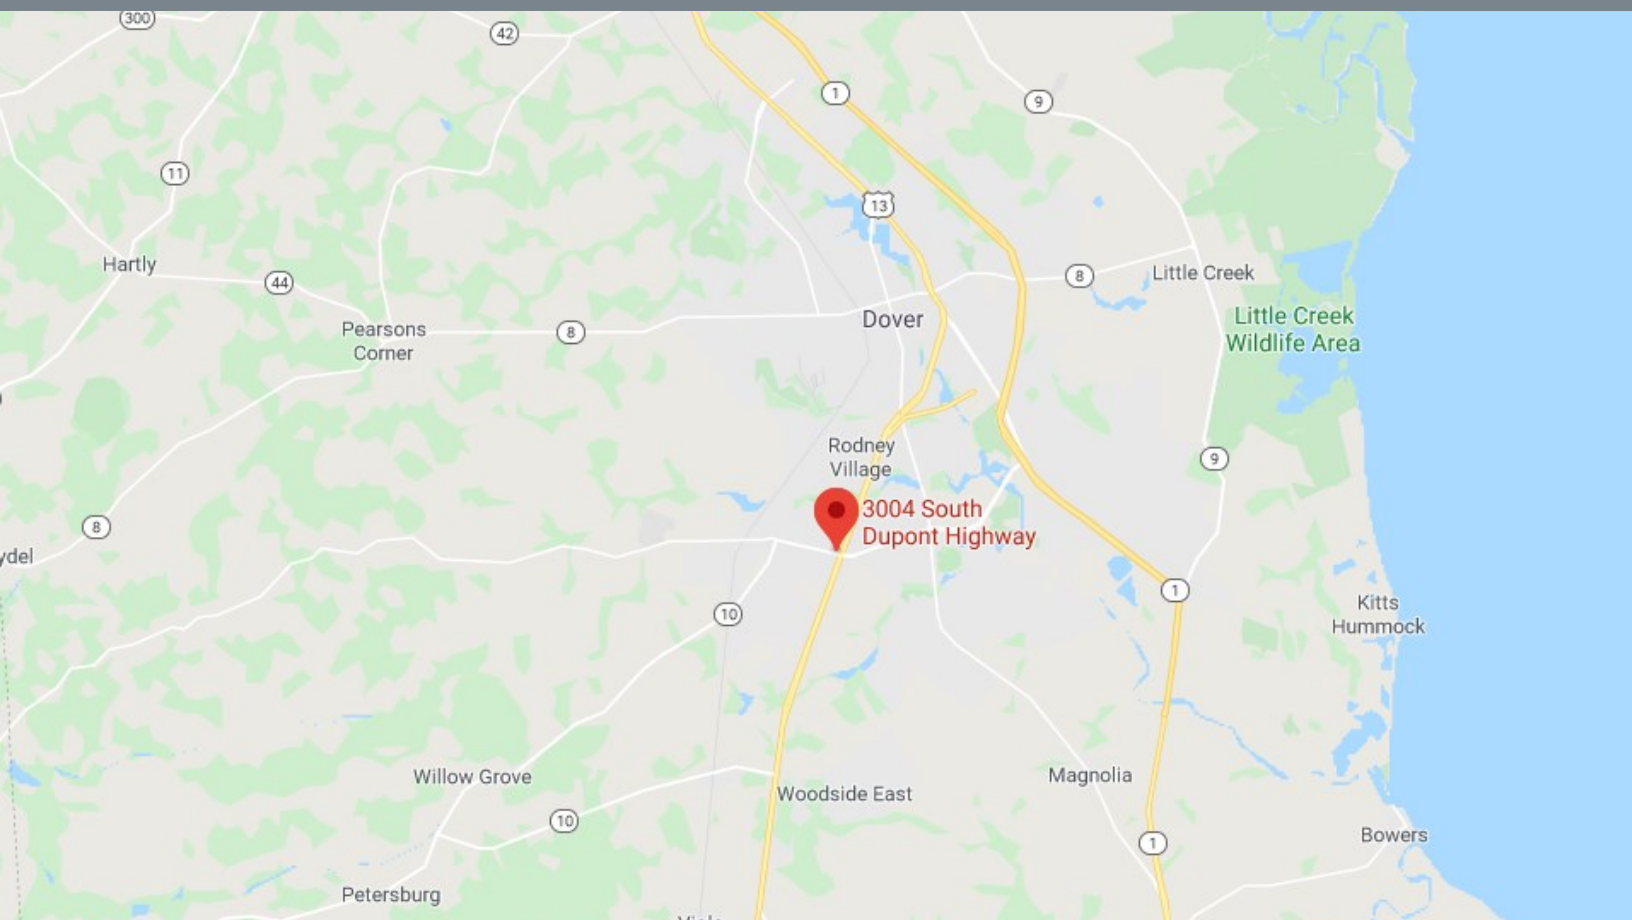 300
42
1
9
11
13
Hartly
44
8
Little Creek
Dover
Little Creek
Wildlife Area
Pearsons
Corner
8
Rodney
Village
9
3004 South
Dupont Highway
8
ydel
1
Kitts
Hummock
10
Willow Grove
Magnolia
Woodside East
10
Bowers
1
Petersburg